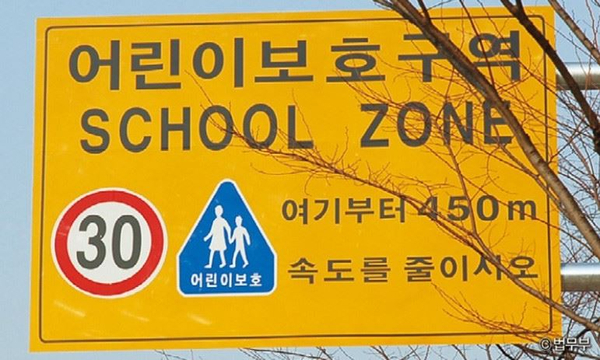 어린이보호구역
SCHOOL ZONE
30
어린이보호
여기부터 450m
속도를 줄이시오
© 법무부